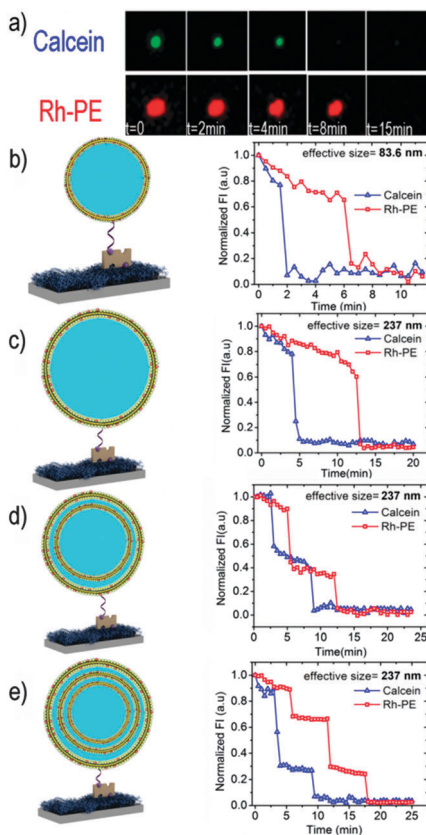 a)
Calcein
Rh-PE
t=0 t=2min t=4min t=8min t=15min
b)
effective size= 83.6 nm
Calcein
Rh-PE
Normalized FI (a.u)
1.0
0.8
0.6
0.4
0.2
0.0
0 2 4 6 8 10
Time (min)
c)
effective size= 237 nm
Calcein
Rh-PE
Normalized FI(a.u)
1.0
0.8
0.6
0.4
0.2
0.0
0 5 10 15 20
Time(min)
d)
effective size= 237 nm
Calcein
Rh-PE
Normalized FI(a.u)
1.0
0.8
0.6
0.4
0.2
0.0
0 5 10 15 20 25
Time(min)
e)
effective size= 237 nm
Calcein
Rh-PE
Normalized FI (a.u)
1.0
0.8
0.6
0.4
0.2
0.0
0 5 10 15 20 25
Time(min)